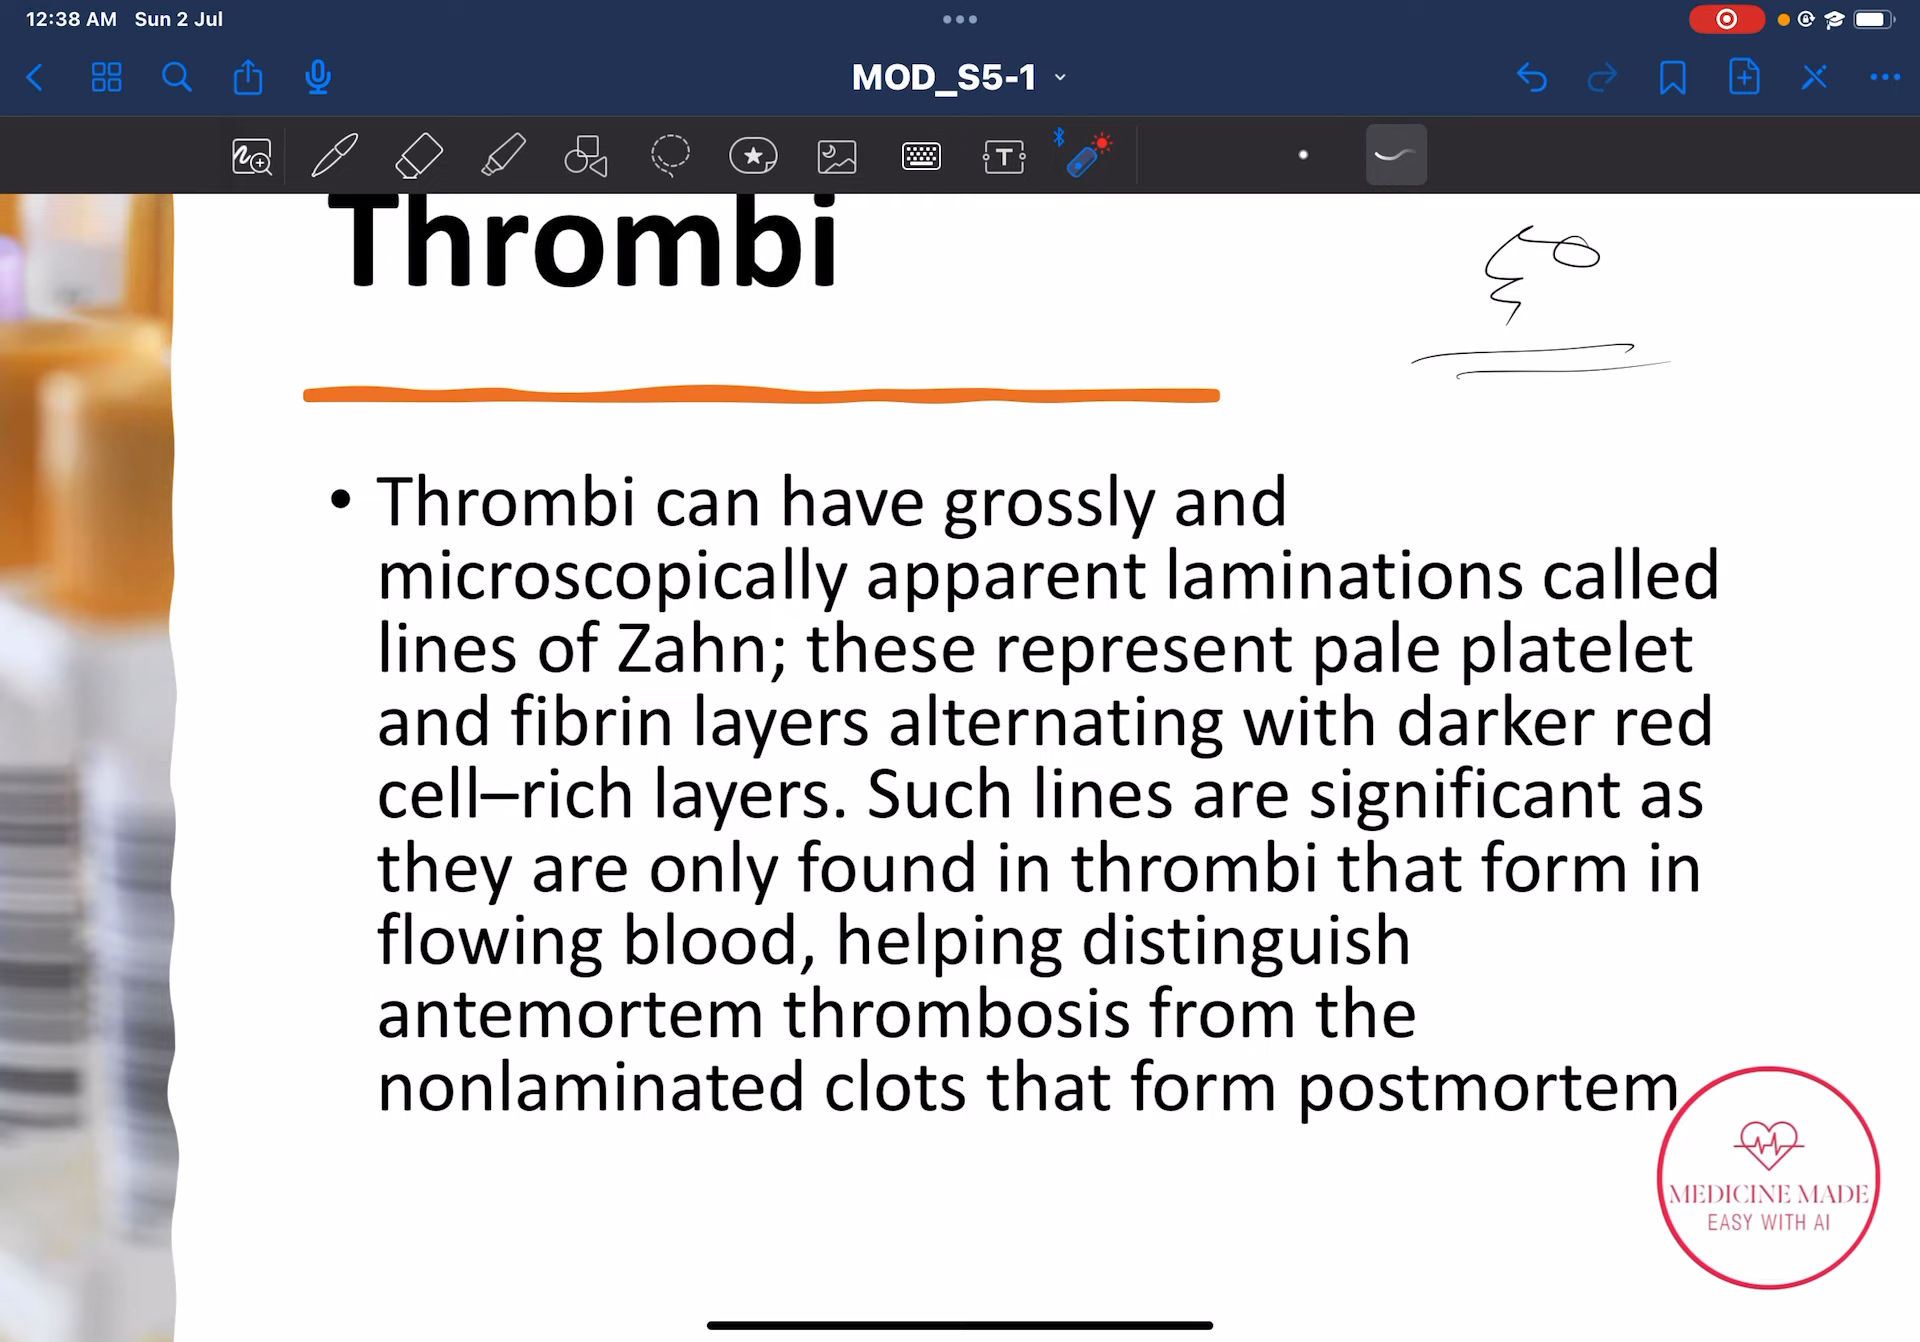 12:38 AM Sun 2 Jul
MOD_S5-1
T
Thrombi
• Thrombi can have grossly and
microscopically apparent laminations called
lines of Zahn; these represent pale platelet
and fibrin layers alternating with darker red
cell–rich layers. Such lines are significant as
they are only found in thrombi that form in
flowing blood, helping distinguish
antemortem thrombosis from the
nonlaminated clots that form postmortem
MEDICINE MADE
EASY WITH AI